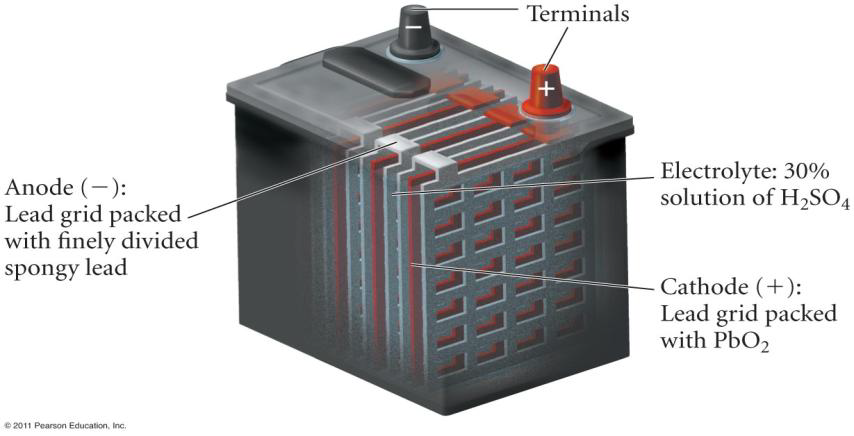 Terminals
−
+
Anode (−):
Lead grid packed
with finely divided
spongy lead
Electrolyte: 30%
solution of H₂SO₄
Cathode (+):
Lead grid packed
with PbO₂
© 2011 Pearson Education, Inc.